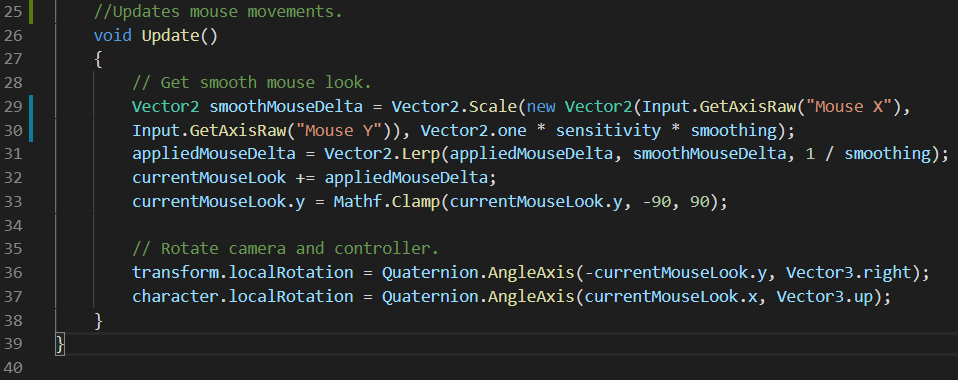 25 //Updates mouse movements.
26 void Update()
27 {
28 // Get smooth mouse look.
29 Vector2 smoothMouseDelta = Vector2.Scale(new Vector2(Input.GetAxisRaw("Mouse X"),
30 Input.GetAxisRaw("Mouse Y")), Vector2.one * sensitivity * smoothing);
31 appliedMouseDelta = Vector2.Lerp(appliedMouseDelta, smoothMouseDelta, 1 / smoothing);
32 currentMouseLook += appliedMouseDelta;
33 currentMouseLook.y = Mathf.Clamp(currentMouseLook.y, -90, 90);
34
35 // Rotate camera and controller.
36 transform.localRotation = Quaternion.AngleAxis(-currentMouseLook.y, Vector3.right);
37 character.localRotation = Quaternion.AngleAxis(currentMouseLook.x, Vector3.up);
38 }
39 }
40